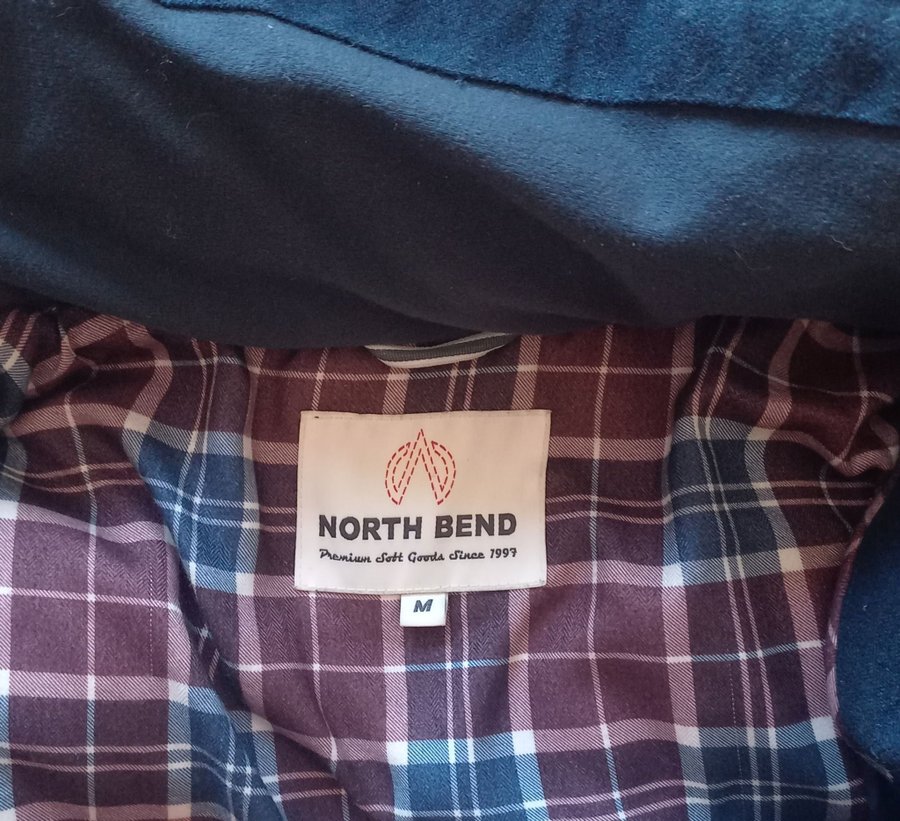 NORTH BEND
Premium Soft Goods Since 1997
M